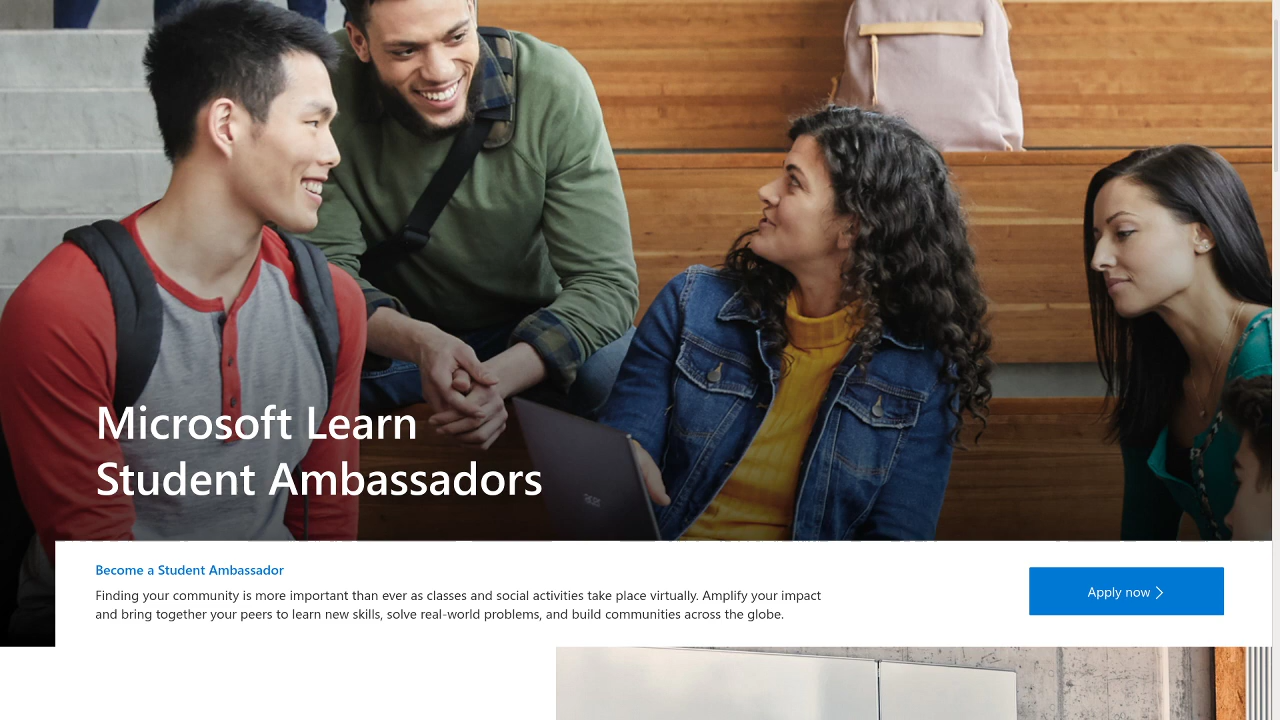 Microsoft Learn
Student Ambassadors
Become a Student Ambassador
Finding your community is more important than ever as classes and social activities take place virtually. Amplify your impact
and bring together your peers to learn new skills, solve real-world problems, and build communities across the globe.
Apply now